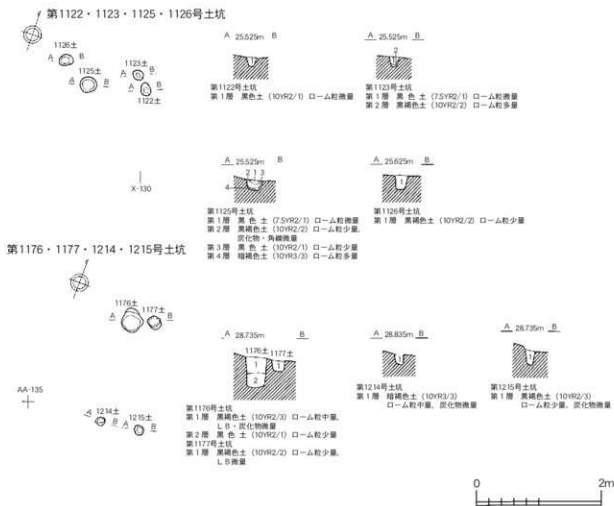 第1122・1123・1125・1126号土坑
1126土
A B
1125土
A B
1123土
A B
A B
1122土
X-130
A 25.525m B
1
第1122号土坑
第1層 黒色土（10YR2/1）ローム粒微量
A 25.525m B
2
1
第1123号土坑
第1層 黒色土（7.5YR2/1）ローム粒微量
第2層 黒褐色土（10YR2/2）ローム粒多量
A 25.525m B
2 1 3
4
第1125号土坑
第1層 黒色土（7.5YR2/1）ローム粒微量
第2層 黒褐色土（10YR2/2）ローム粒少量、
炭化物・角礫微量
第3層 黒色土（10YR2/1）ローム粒少量
第4層 暗褐色土（10YR3/3）ローム粒多量
A 25.625m B
1
第1126号土坑
第1層 黒褐色土（10YR2/2）ローム粒少量
第1176・1177・1214・1215号土坑
1176土
1177土
A B
AA-135
1214土
A B
1215土
A B
A 28.735m B
1176土 1177土
1 1
2
第1176号土坑
第1層 黒褐色土（10YR2/3）ローム粒中量、
ＬＢ・炭化物微量
第2層 黒色土（10YR2/1）ローム粒少量
第1177号土坑
第1層 黒褐色土（10YR2/2）ローム粒少量、
ＬＢ微量
A 28.835m B
1
第1214号土坑
第1層 暗褐色土（10YR3/3）
ローム粒中量、炭化物微量
A 28.735m B
1
第1215号土坑
第1層 黒褐色土（10YR2/3）
ローム粒少量、炭化物微量
0 2m